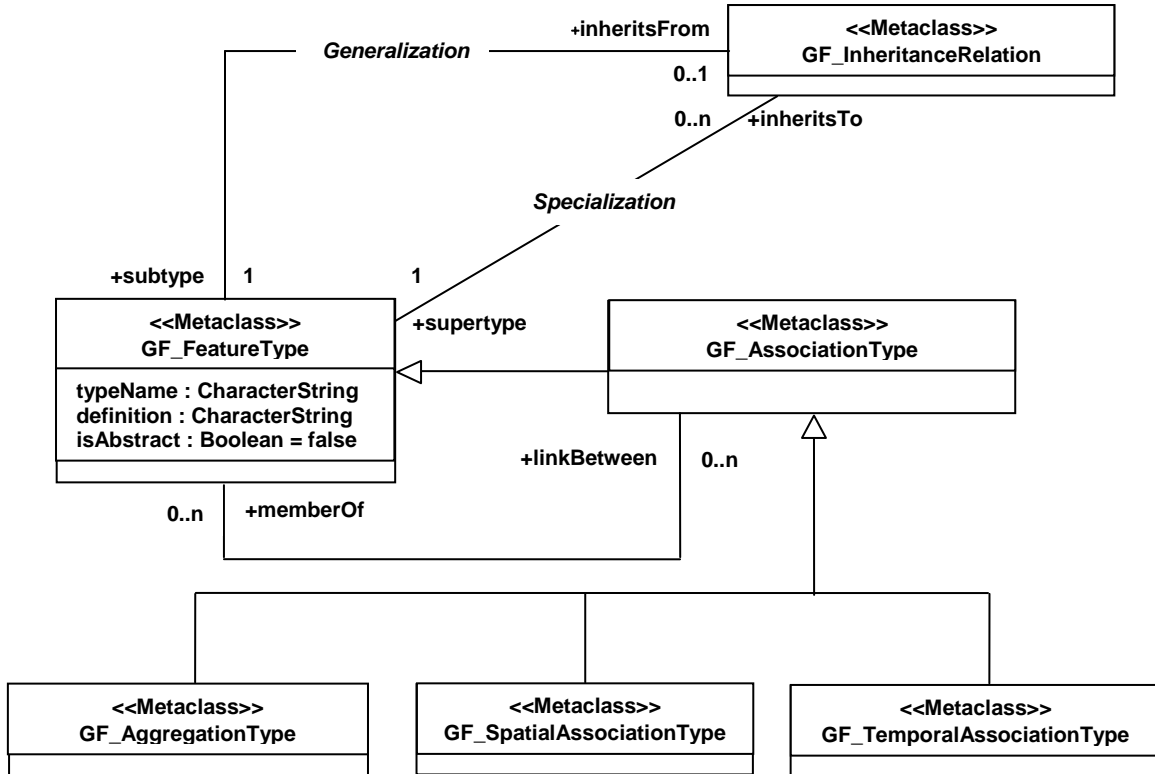 +inheritsFrom
<<Metaclass>>
GF_InheritanceRelation
Generalization
0..1
0..n
+inheritsTo
Specialization
+subtype
1
1
<<Metaclass>>
GF_FeatureType
+supertype
<<Metaclass>>
GF_AssociationType
typeName : CharacterString
definition : CharacterString
isAbstract : Boolean = false
+linkBetween
0..n
0..n
+memberOf
<<Metaclass>>
GF_AggregationType
<<Metaclass>>
GF_SpatialAssociationType
<<Metaclass>>
GF_TemporalAssociationType